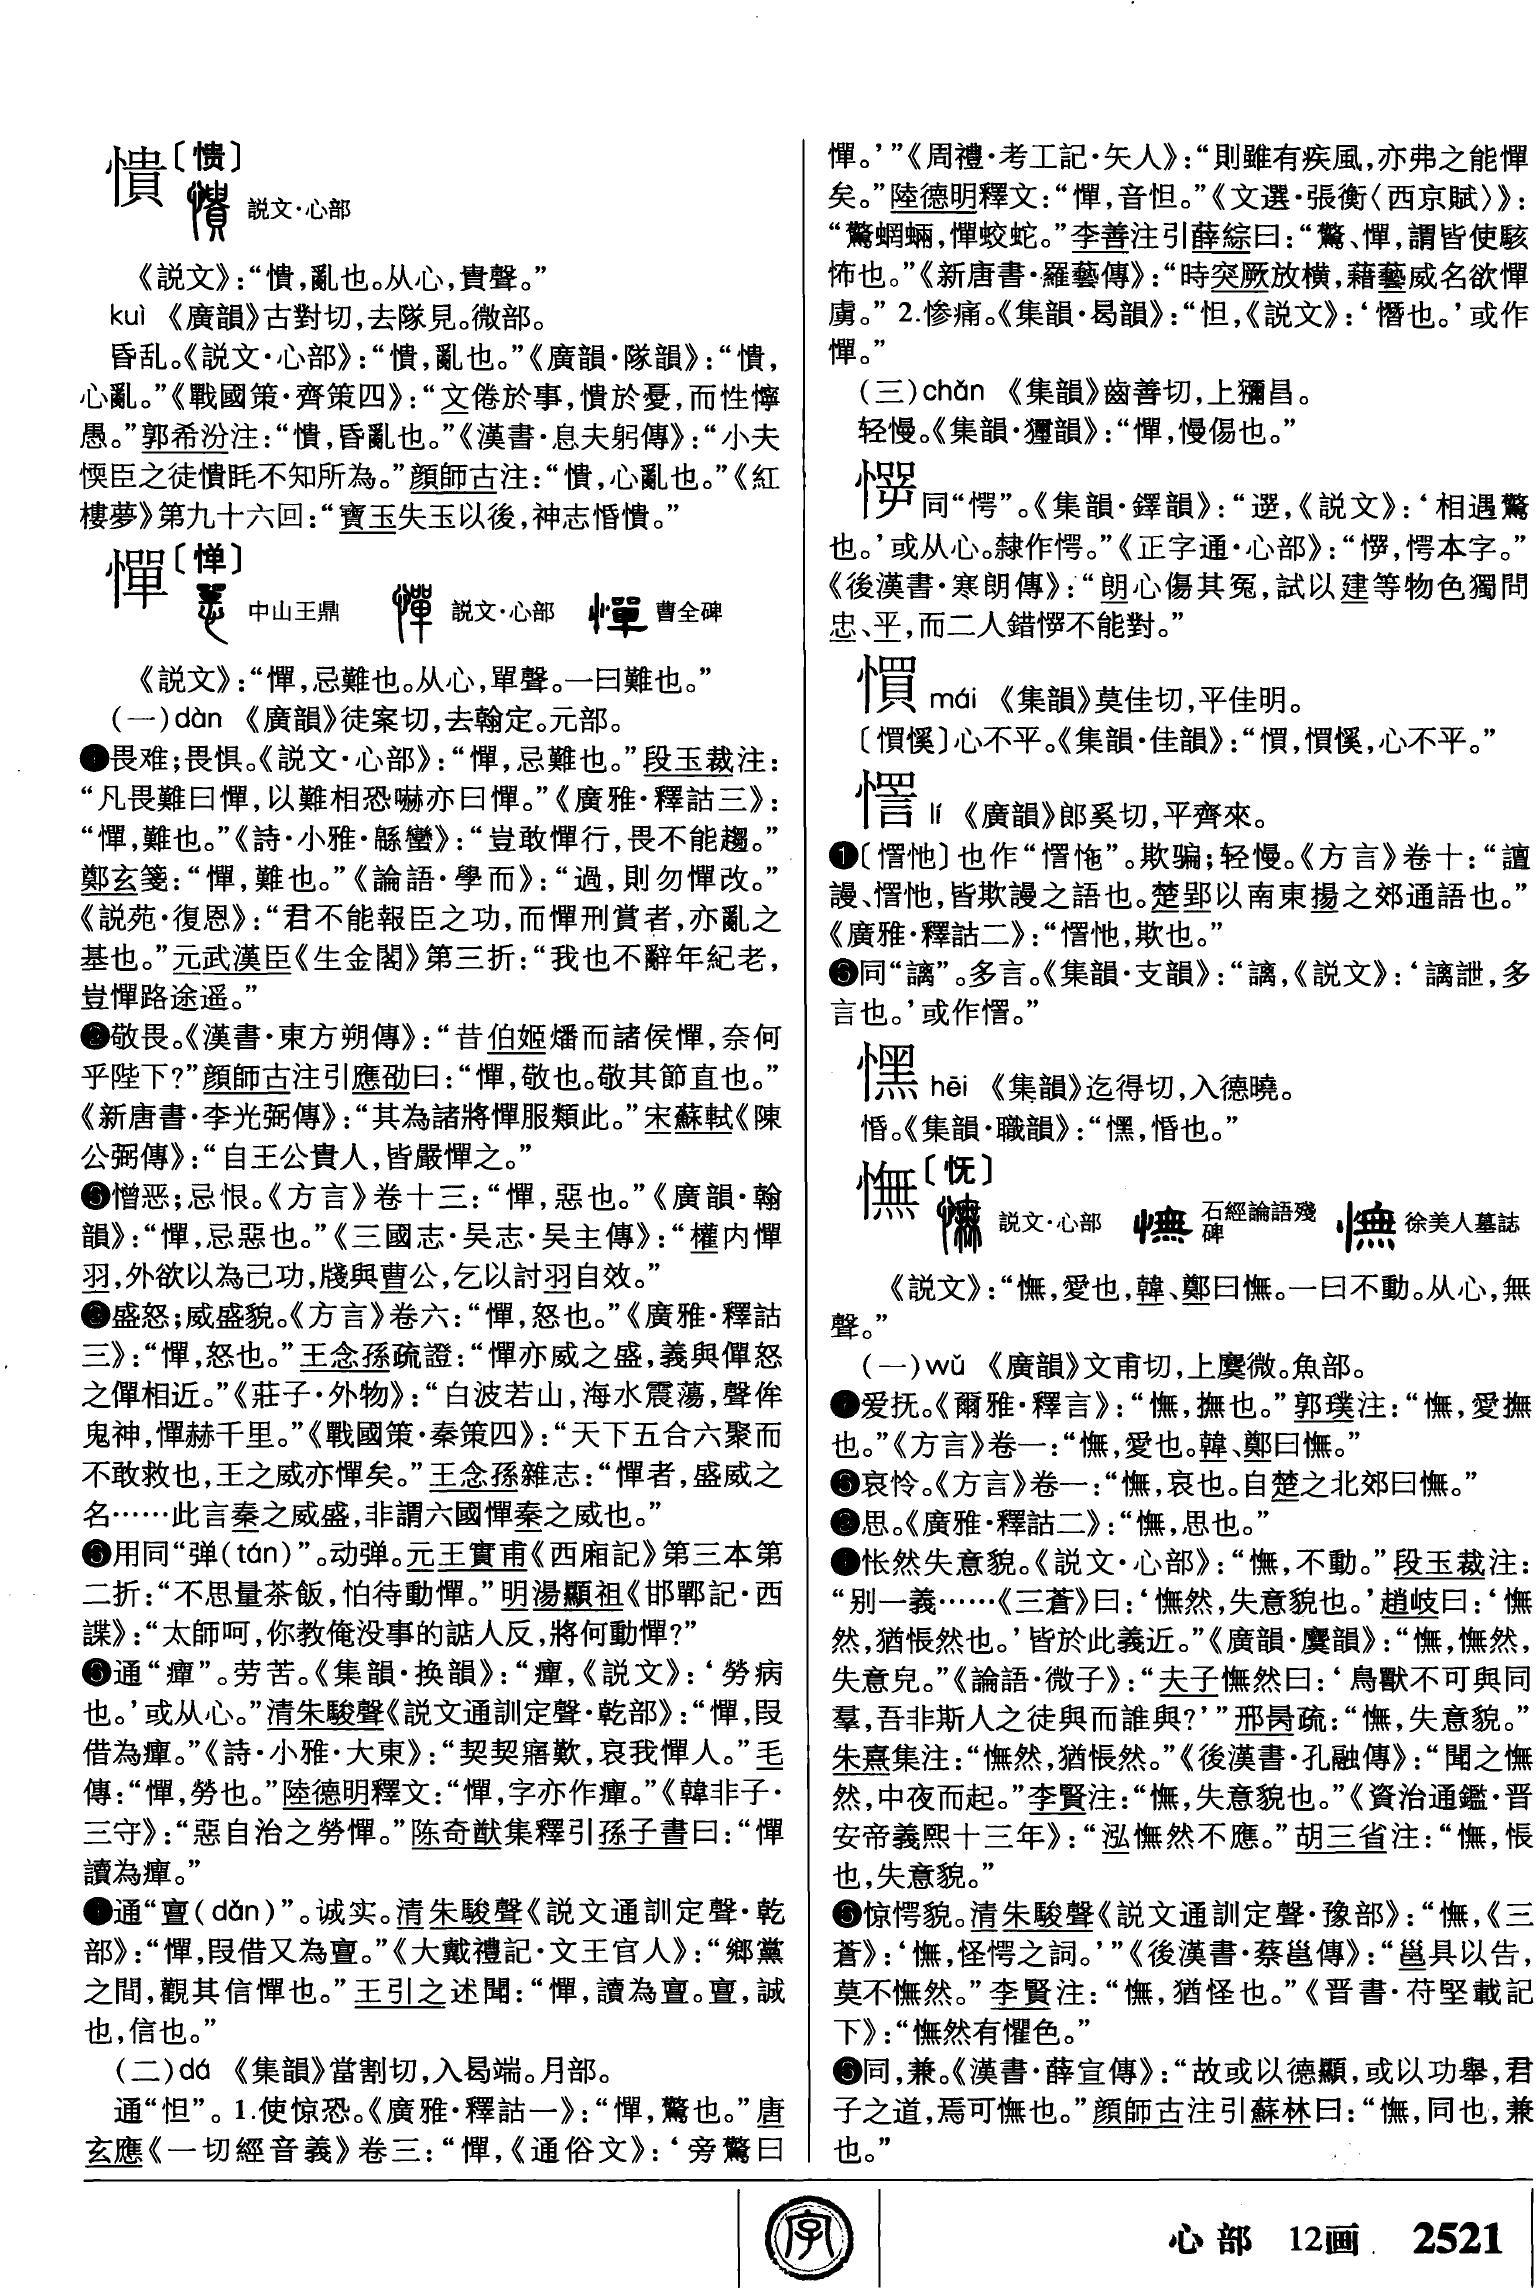 憒〔愦〕
説文·心部
《説文》：“憒，亂也。从心，貴聲。”
kuì 《廣韻》古對切，去隊見。微部。
昏乱。《説文·心部》：“憒，亂也。”《廣韻·隊韻》：“憒，
心亂。”《戰國策·齊策四》：“文倦於事，憒於憂，而性懧
愚。”郭希汾注：“憒，昏亂也。”《漢書·息夫躬傳》：“小夫
愞臣之徒憒眊不知所為。”顔師古注：“憒，心亂也。”《紅
樓夢》第九十六回：“寶玉失玉以後，神志惛憒。”
憚〔惮〕
中山王鼎 説文·心部 曹全碑
《説文》：“憚，忌難也。从心，單聲。一曰難也。”
（一）dàn 《廣韻》徒案切，去翰定。元部。
❶畏难；畏惧。《説文·心部》：“憚，忌難也。”段玉裁注：
“凡畏難曰憚，以難相恐嚇亦曰憚。”《廣雅·釋詁三》：
“憚，難也。”《詩·小雅·緜蠻》：“豈敢憚行，畏不能趨。”
鄭玄箋：“憚，難也。”《論語·學而》：“過，則勿憚改。”
《説苑·復恩》：“君不能報臣之功，而憚刑賞者，亦亂之
基也。”元武漢臣《生金閣》第三折：“我也不辭年紀老，
豈憚路途遥。”
❷敬畏。《漢書·東方朔傳》：“昔伯姬燔而諸侯憚，奈何
乎陛下？”顔師古注引應劭曰：“憚，敬也。敬其節直也。”
《新唐書·李光弼傳》：“其為諸將憚服類此。”宋蘇軾《陳
公弼傳》：“自王公貴人，皆嚴憚之。”
❸憎恶；忌恨。《方言》卷十三：“憚，惡也。”《廣韻·翰
韻》：“憚，忌惡也。”《三國志·吴志·吴主傳》：“權内憚
羽，外欲以為己功，牋與曹公，乞以討羽自效。”
盛怒；威盛貌。《方言》卷六：“憚，怒也。”《廣雅·釋詁
三》：“憚，怒也。”王念孫疏證：“憚亦威之盛，義與僤怒
之僤相近。”《莊子·外物》：“白波若山，海水震蕩，聲侔
鬼神，憚赫千里。”《戰國策·秦策四》：“天下五合六聚而
不敢救也，王之威亦憚矣。”王念孫雜志：“憚者，盛威之
名……此言秦之威盛，非謂六國憚秦之威也。”
用同“弹（tán）”。动弹。元王實甫《西廂記》第三本第
二折：“不思量茶飯，怕待動憚。”明湯顯祖《邯鄲記·西
諜》：“太師呵，你教俺没事的掂人反，將何動憚？”
通“癉”。劳苦。《集韻·换韻》：“癉，《説文》：‘勞病
也。’或从心。”清朱駿聲《説文通訓定聲·乾部》：“憚，叚
借為癉。”《詩·小雅·大東》：“契契寤歎，哀我憚人。”毛
傳：“憚，勞也。”陸德明釋文：“憚，字亦作癉。”《韓非子·
三守》：“惡自治之勞憚。”陈奇猷集釋引孫子書曰：“憚
讀為癉。”
通“亶（dǎn）”。诚实。清朱駿聲《説文通訓定聲·乾
部》：“憚，叚借又為亶。”《大戴禮記·文王官人》：“鄉黨
之間，觀其信憚也。”王引之述聞：“憚，讀為亶。亶，誠
也，信也。”
（二）dá 《集韻》當割切，入曷端。月部。
通“怛”。1.使惊恐。《廣雅·釋詁一》：“憚，驚也。”唐
玄應《一切經音義》卷三：“憚，《通俗文》：‘旁驚曰
憚。’”《周禮·考工記·矢人》：“則雖有疾風，亦弗之能憚
矣。”陸德明釋文：“憚，音怛。”《文選·張衡〈西京賦〉》：
“驚蝄蜽，憚蛟蛇。”李善注引薛綜曰：“驚、憚，謂皆使駭
怖也。”《新唐書·羅藝傳》：“時突厥放横，藉藝威名欲憚
虜。”2.惨痛。《集韻·曷韻》：“怛，《説文》：‘憯也。’或作
憚。”
（三）chǎn 《集韻》齒善切，上獮昌。
轻慢。《集韻·獮韻》：“憚，慢傷也。”
同“愕”。《集韻·鐸韻》：“遻，《説文》：‘相遇驚
也。’或从心。隸作愕。”《正字通·心部》：“，愕本字。”
《後漢書·寒朗傳》：“朗心傷其冤，試以建等物色獨問
忠、平，而二人錯不能對。”
㦟 mái 《集韻》莫佳切，平佳明。
〔㦟慀〕心不平。《集韻·佳韻》：“㦟，㦟慀，心不平。”
lí 《廣韻》郎奚切，平齊來。
❶〔忚〕也作“㤞”。欺骗；轻慢。《方言》卷十：“譠
謾、忚，皆欺謾之語也。楚郢以南東揚之郊通語也。”
《廣雅·釋詁二》：“忚，欺也。”
同“謧”。多言。《集韻·支韻》：“謧，《説文》：‘謧詍，多
言也。’或作。”
hēi 《集韻》迄得切，入德曉。
惛。《集韻·職韻》：“，惛也。”
憮〔怃〕
説文·心部 石經論語殘碑 徐美人墓誌
《説文》：“憮，愛也，韓、鄭曰憮。一曰不動。从心，無
聲。”
（一）wǔ 《廣韻》文甫切，上麌微。魚部。
爱抚。《爾雅·釋言》：“憮，撫也。”郭璞注：“憮，愛撫
也。”《方言》卷一：“憮，愛也。韓、鄭曰憮。”
哀怜。《方言》卷一：“憮，哀也。自楚之北郊曰憮。”
思。《廣雅·釋詁二》：“憮，思也。”
怅然失意貌。《説文·心部》：“憮，不動。”段玉裁注：
“别一義……《三蒼》曰：‘憮然，失意貌也。’趙岐曰：‘憮
然，猶悵然也。’皆於此義近。”《廣韻·麌韻》：“憮，憮然，
失意皃。”《論語·微子》：“夫子憮然曰：‘鳥獸不可與同
羣，吾非斯人之徒與而誰與？’”邢昺疏：“憮，失意貌。”
朱熹集注：“憮然，猶悵然。”《後漢書·孔融傳》：“聞之憮
然，中夜而起。”李賢注：“憮，失意貌也。”《資治通鑑·晋
安帝義熙十三年》：“泓憮然不應。”胡三省注：“憮，悵
也，失意貌。”
惊愕貌。清朱駿聲《説文通訓定聲·豫部》：“憮，《三
蒼》：‘憮，怪愕之詞。’”《後漢書·蔡邕傳》：“邕具以告，
莫不憮然。”李賢注：“憮，猶怪也。”《晋書·苻堅載記
下》：“憮然有懼色。”
同，兼。《漢書·薛宣傳》：“故或以德顯，或以功舉，君
子之道，焉可憮也。”顔師古注引蘇林曰：“憮，同也，兼
也。”
字
心部 12画 2521